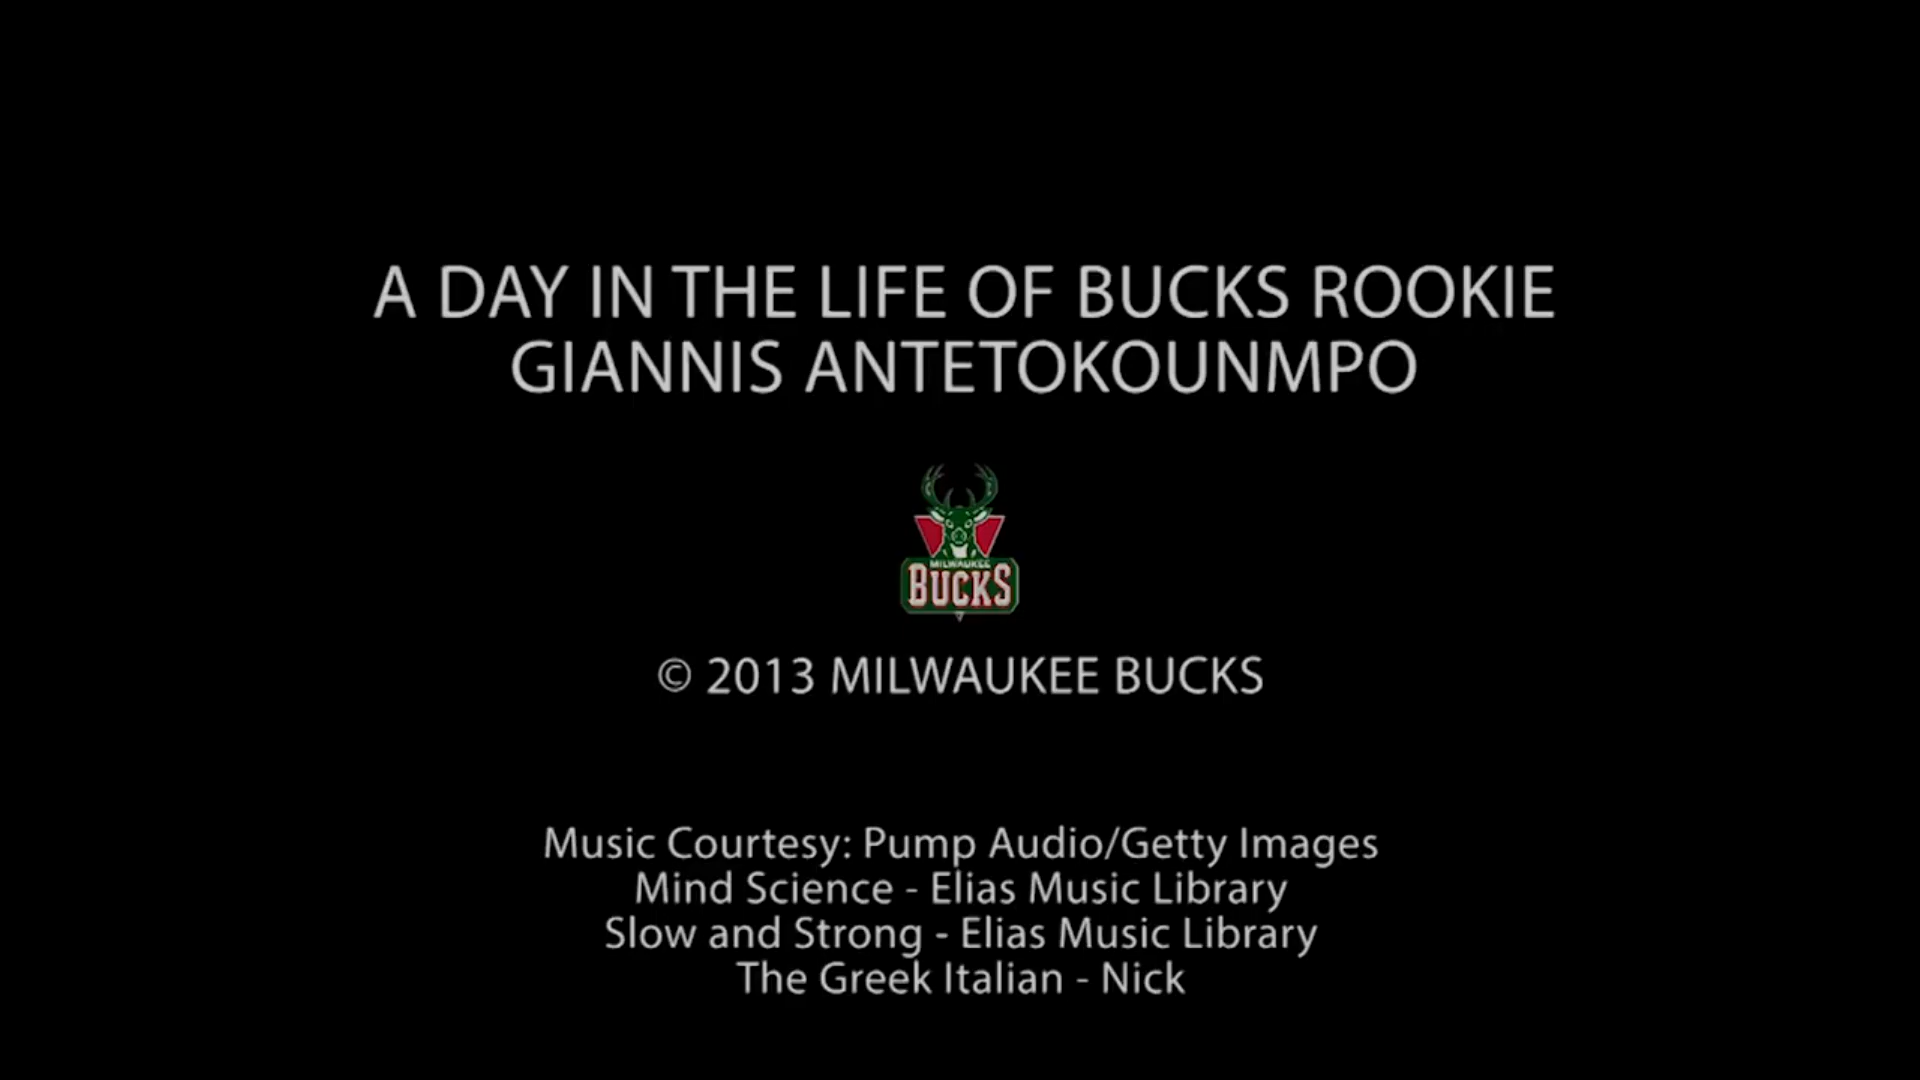 A DAY IN THE LIFE OF BUCKS ROOKIE
GIANNIS ANTETOKOUNMPO
MILWAUKEE
BUCKS
© 2013 MILWAUKEE BUCKS
Music Courtesy: Pump Audio/Getty Images
Mind Science - Elias Music Library
Slow and Strong - Elias Music Library
The Greek Italian - Nick